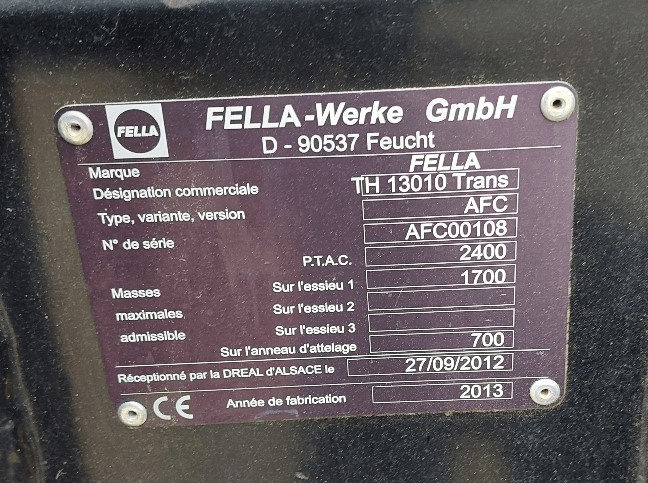 FELLA
FELLA-Werke GmbH
D - 90537 Feucht
Marque FELLA
Désignation commerciale TH 13010 Trans
Type, variante, version AFC
N° de série AFC00108
P.T.A.C. 2400
Masses maximales admissible
Sur l'essieu 1 1700
Sur l'essieu 2
Sur l'essieu 3
Sur l'anneau d'attelage 700
Réceptionné par la DREAL d'ALSACE le 27/09/2012
CE Année de fabrication 2013